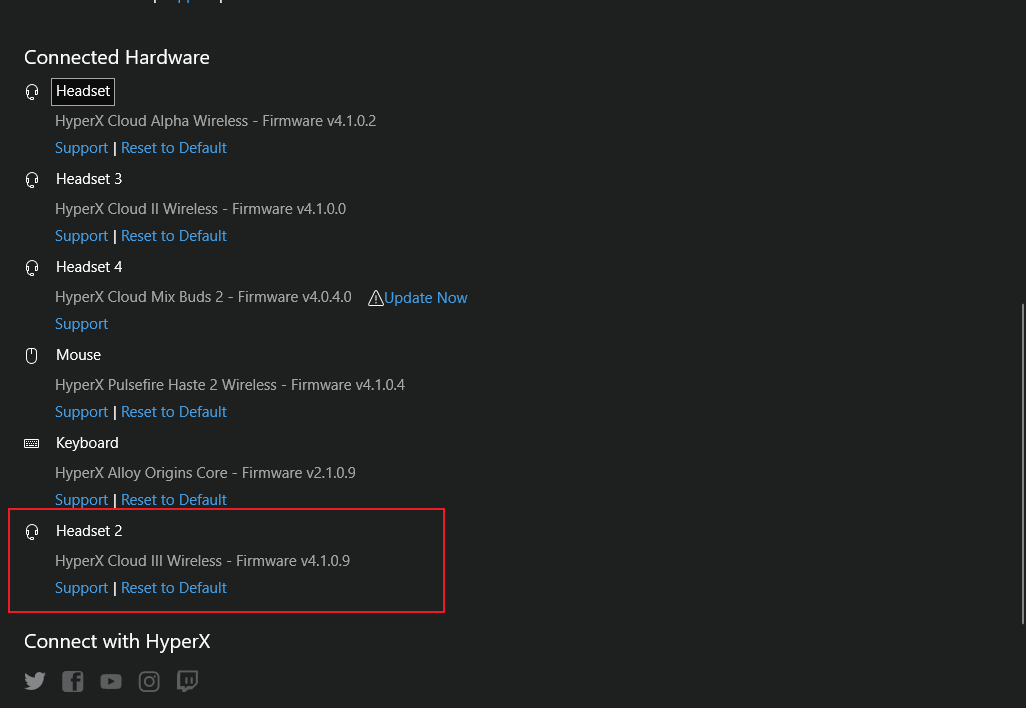 Connected Hardware
Headset
HyperX Cloud Alpha Wireless - Firmware v4.1.0.2
Support | Reset to Default
Headset 3
HyperX Cloud II Wireless - Firmware v4.1.0.0
Support | Reset to Default
Headset 4
HyperX Cloud Mix Buds 2 - Firmware v4.0.4.0 Update Now
Support
Mouse
HyperX Pulsefire Haste 2 Wireless - Firmware v4.1.0.4
Support | Reset to Default
Keyboard
HyperX Alloy Origins Core - Firmware v2.1.0.9
Support | Reset to Default
Headset 2
HyperX Cloud III Wireless - Firmware v4.1.0.9
Support | Reset to Default
Connect with HyperX